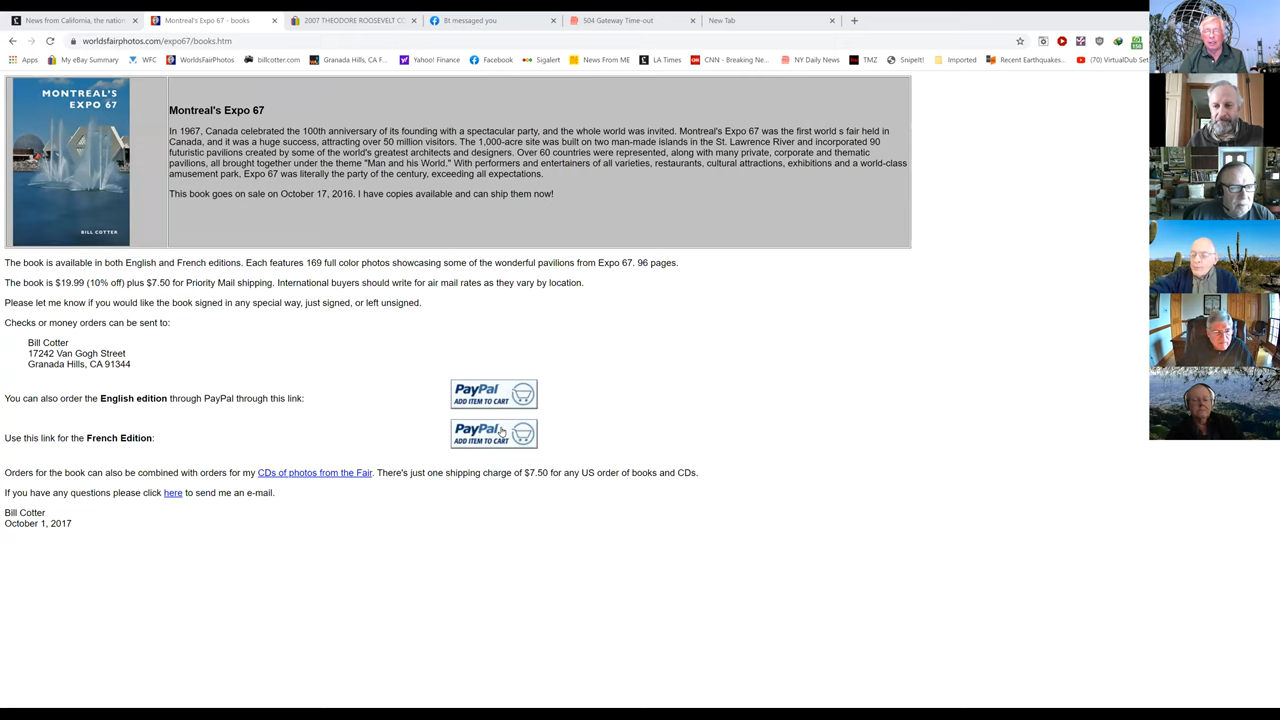 News from California, the nation
Montreal's Expo 67 - books
2007 THEODORE ROOSEVELT CO
Bt messaged you
504 Gateway Time-out
New Tab
worldsfairphotos.com/expo67/books.htm
150
Apps
My eBay Summary
WFC
WorldsFairPhotos
billcotter.com
Granada Hills, CA F...
Yahoo! Finance
Facebook
Sigalert
News From ME
LA Times
CNN - Breaking Ne...
NY Daily News
TMZ
SnipeIt!
Imported
Recent Earthquakes...
(70) VirtualDub Set
MONTREAL'S
EXPO 67
BILL COTTER
Montreal's Expo 67
In 1967, Canada celebrated the 100th anniversary of its founding with a spectacular party, and the whole world was invited. Montreal's Expo 67 was the first world s fair held in
Canada, and it was a huge success, attracting over 50 million visitors. The 1,000-acre site was built on two man-made islands in the St. Lawrence River and incorporated 90
futuristic pavilions created by some of the world's greatest architects and designers. Over 60 countries were represented, along with many private, corporate and thematic
pavilions, all brought together under the theme "Man and his World." With performers and entertainers of all varieties, restaurants, cultural attractions, exhibitions and a world-class
amusement park, Expo 67 was literally the party of the century, exceeding all expectations.
This book goes on sale on October 17, 2016. I have copies available and can ship them now!
The book is available in both English and French editions. Each features 169 full color photos showcasing some of the wonderful pavilions from Expo 67. 96 pages.
The book is $19.99 (10% off) plus $7.50 for Priority Mail shipping. International buyers should write for air mail rates as they vary by location.
Please let me know if you would like the book signed in any special way, just signed, or left unsigned.
Checks or money orders can be sent to:
Bill Cotter
17242 Van Gogh Street
Granada Hills, CA 91344
You can also order the English edition through PayPal through this link:
PayPal
ADD ITEM TO CART
Use this link for the French Edition:
PayPal
ADD ITEM TO CART
Orders for the book can also be combined with orders for my CDs of photos from the Fair. There's just one shipping charge of $7.50 for any US order of books and CDs.
If you have any questions please click here to send me an e-mail.
Bill Cotter
October 1, 2017